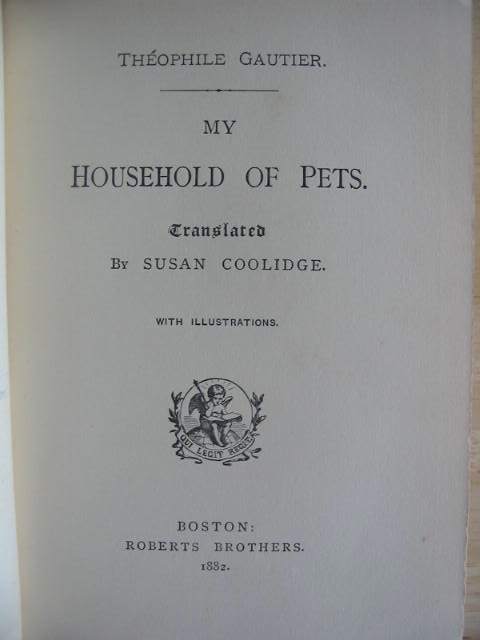 THÉOPHILE GAUTIER.
MY
HOUSEHOLD OF PETS.
Translated
BY SUSAN COOLIDGE.
WITH ILLUSTRATIONS.
QUI LEGIT REGIT
BOSTON:
ROBERTS BROTHERS.
1882.